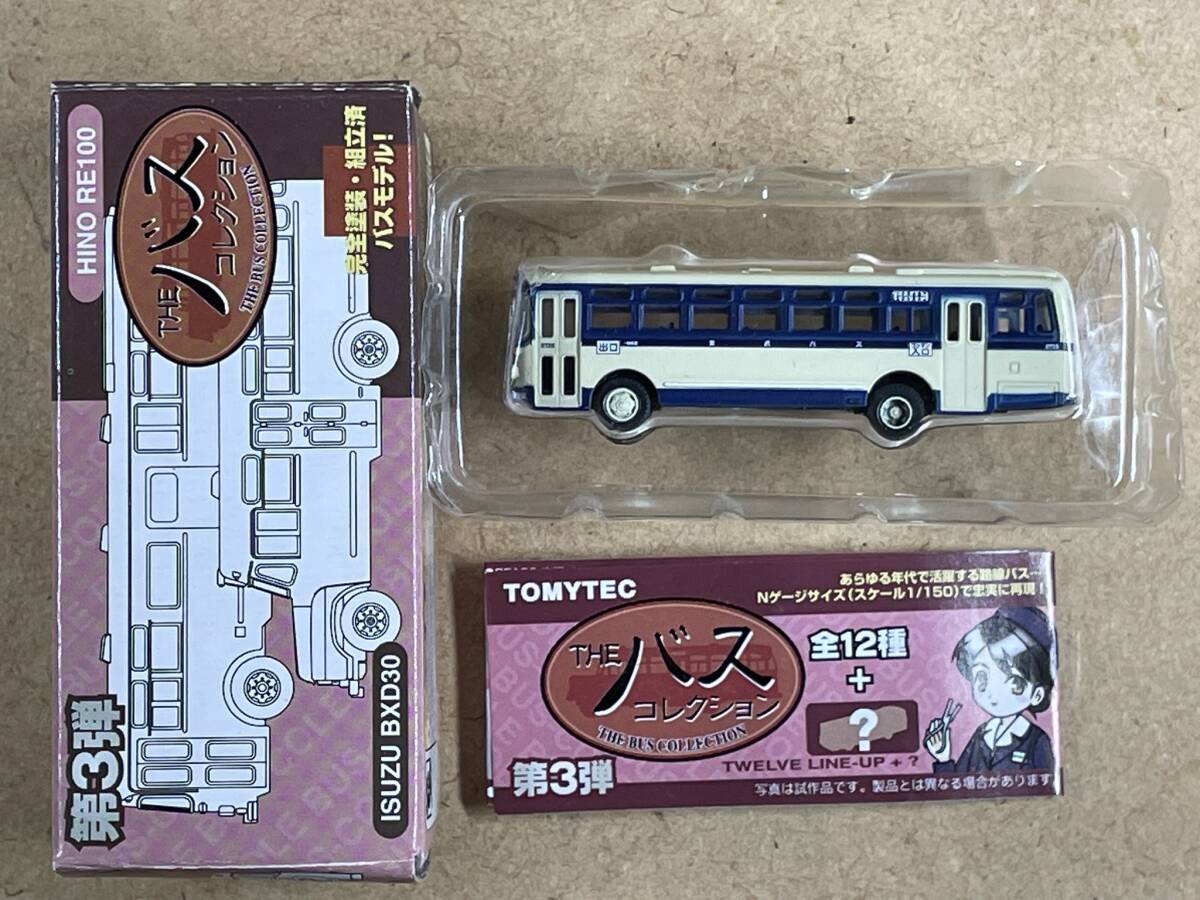 HINO RE100
THE バス
コレクション
THE BUS COLLECTION
完全塗装・組立済
バスモデル!
第3弾
ISUZU BXD30
出口
入口
TOMYTEC
あらゆる年代で活躍する路線バス…
Nゲージサイズ(スケール1/150)で忠実に再現!
THE バス
コレクション
THE BUS COLLECTION
全12種
+
?
TWELVE LINE-UP + ?
第3弾
写真は試作品です。製品とは異なる場合があります